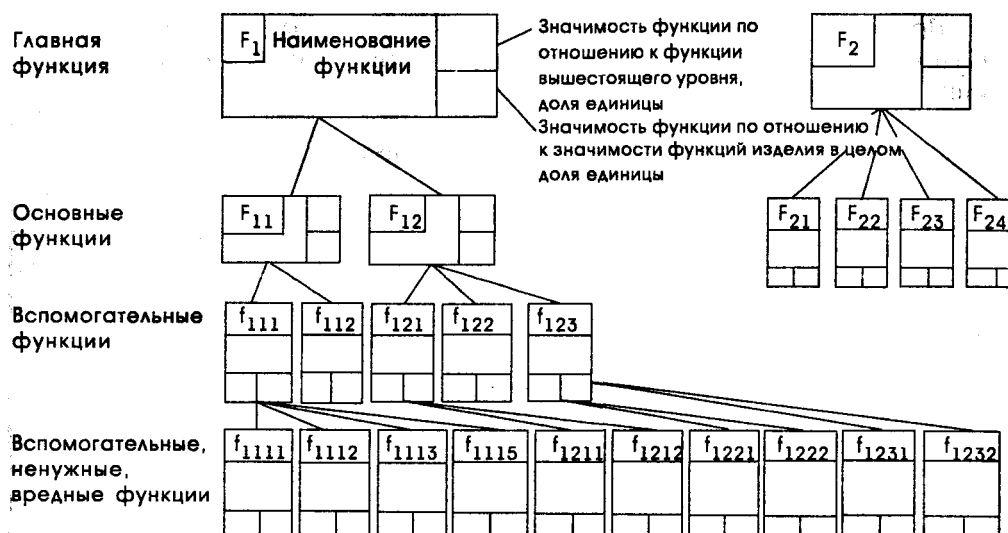 Главная
функция
F1 Наименование
функции
Значимость функции по
отношению к функции
вышестоящего уровня,
доля единицы
Значимость функции по отношению
к значимости функций изделия в целом
доля единицы
F2
Основные
функции
F11
F12
F21
F22
F23
F24
Вспомогательные
функции
f111
f112
f121
f122
f123
Вспомогательные,
ненужные,
вредные функции
f1111
f1112
f1113
f1115
f1211
f1212
f1221
f1222
f1231
f1232